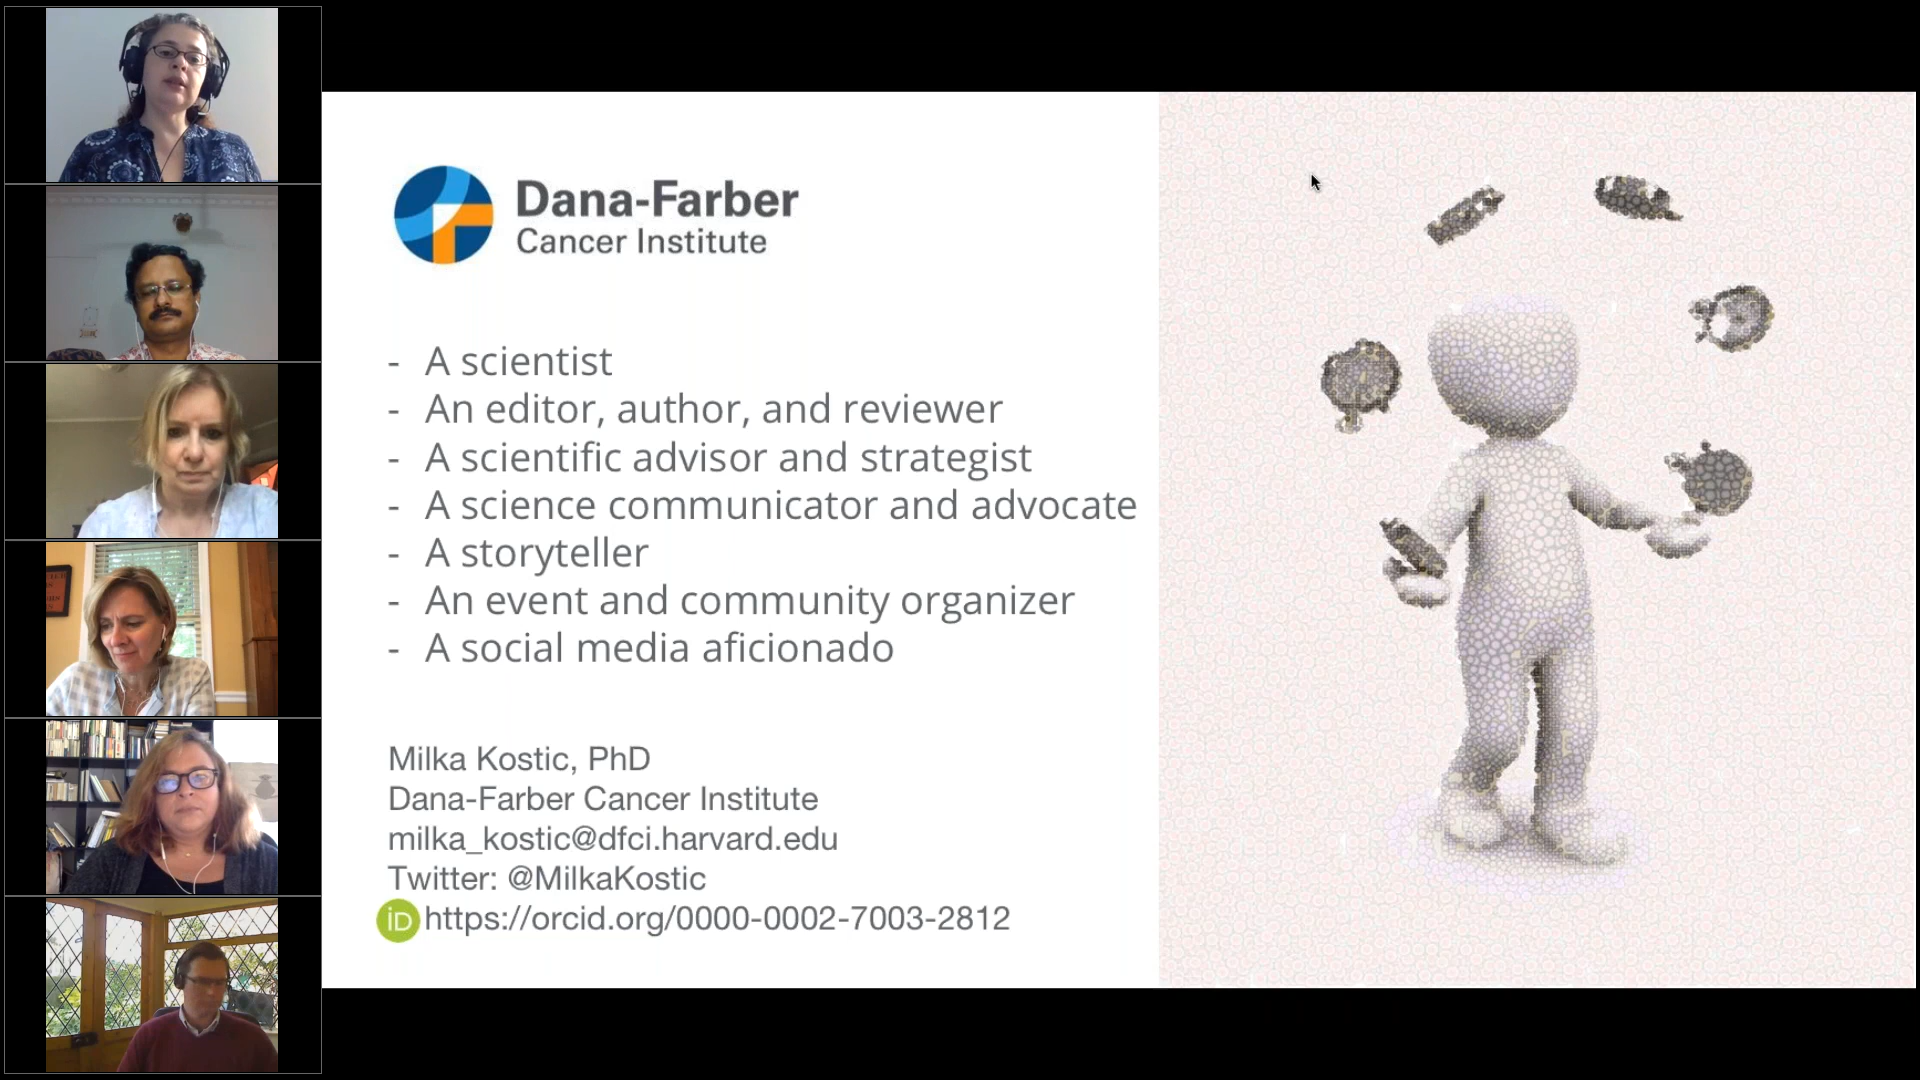 Dana-Farber
Cancer Institute
- A scientist
- An editor, author, and reviewer
- A scientific advisor and strategist
- A science communicator and advocate
- A storyteller
- An event and community organizer
- A social media aficionado
Milka Kostic, PhD
Dana-Farber Cancer Institute
milka_kostic@dfci.harvard.edu
Twitter: @MilkaKostic
iD https://orcid.org/0000-0002-7003-2812